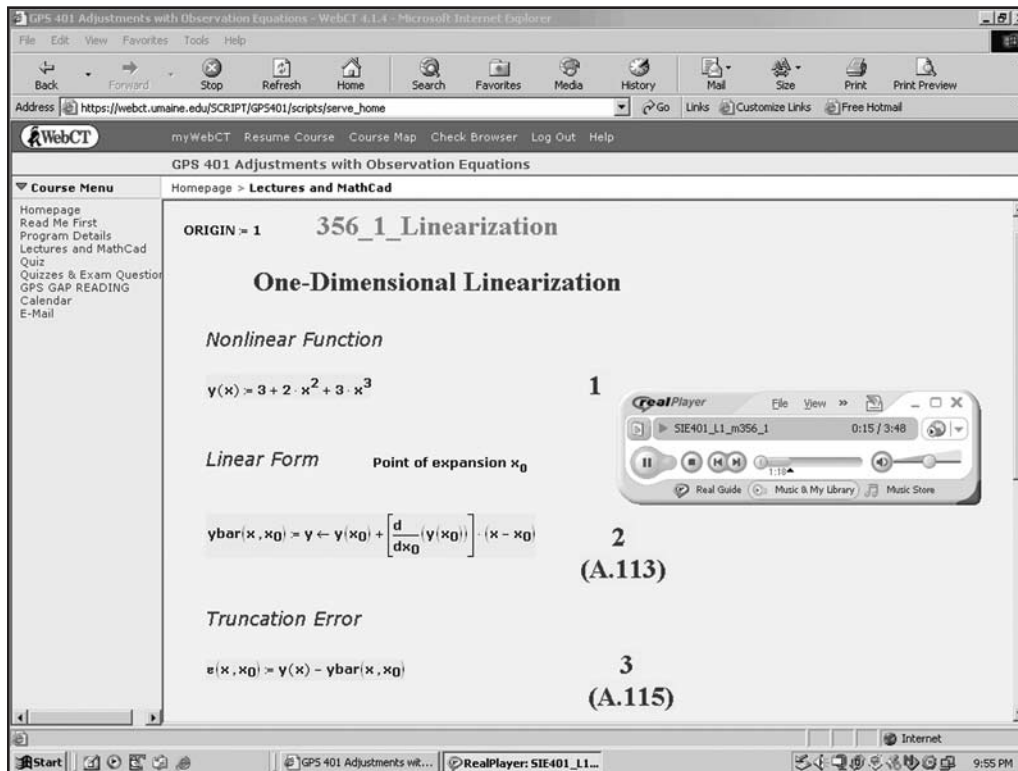 GPS 401 Adjustments with Observation Equations - WebCT 4.1.4 - Microsoft Internet Explorer
File Edit View Favorites Tools Help
Back Forward Stop Refresh Home Search Favorites Media History Mail Size Print Print Preview
Address https://webct.umaine.edu/SCRIPT/GPS401/scripts/serve_home Go Links Customize Links Free Hotmail
WebCT myWebCT Resume Course Course Map Check Browser Log Out Help
GPS 401 Adjustments with Observation Equations
Course Menu Homepage > Lectures and MathCad
Homepage
Read Me First
Program Details
Lectures and MathCad
Quiz
Quizzes & Exam Question
GPS GAP READING
Calendar
E-Mail
ORIGIN := 1 356_1_Linearization
One-Dimensional Linearization
Nonlinear Function
y(x) := 3 + 2 · x² + 3 · x³ 1
realPlayer File View »
SIE401_L1_m356_1 0:15 / 3:48
1:10
Real Guide Music & My Library Music Store
Linear Form Point of expansion x₀
ybar(x, x₀) := y ← y(x₀) + [d/dx₀ (y(x₀))] · (x − x₀) 2
(A.113)
Truncation Error
ε(x, x₀) := y(x) − ybar(x, x₀) 3
(A.115)
Internet
Start GPS 401 Adjustments wit... RealPlayer: SIE401_L1... 9:55 PM